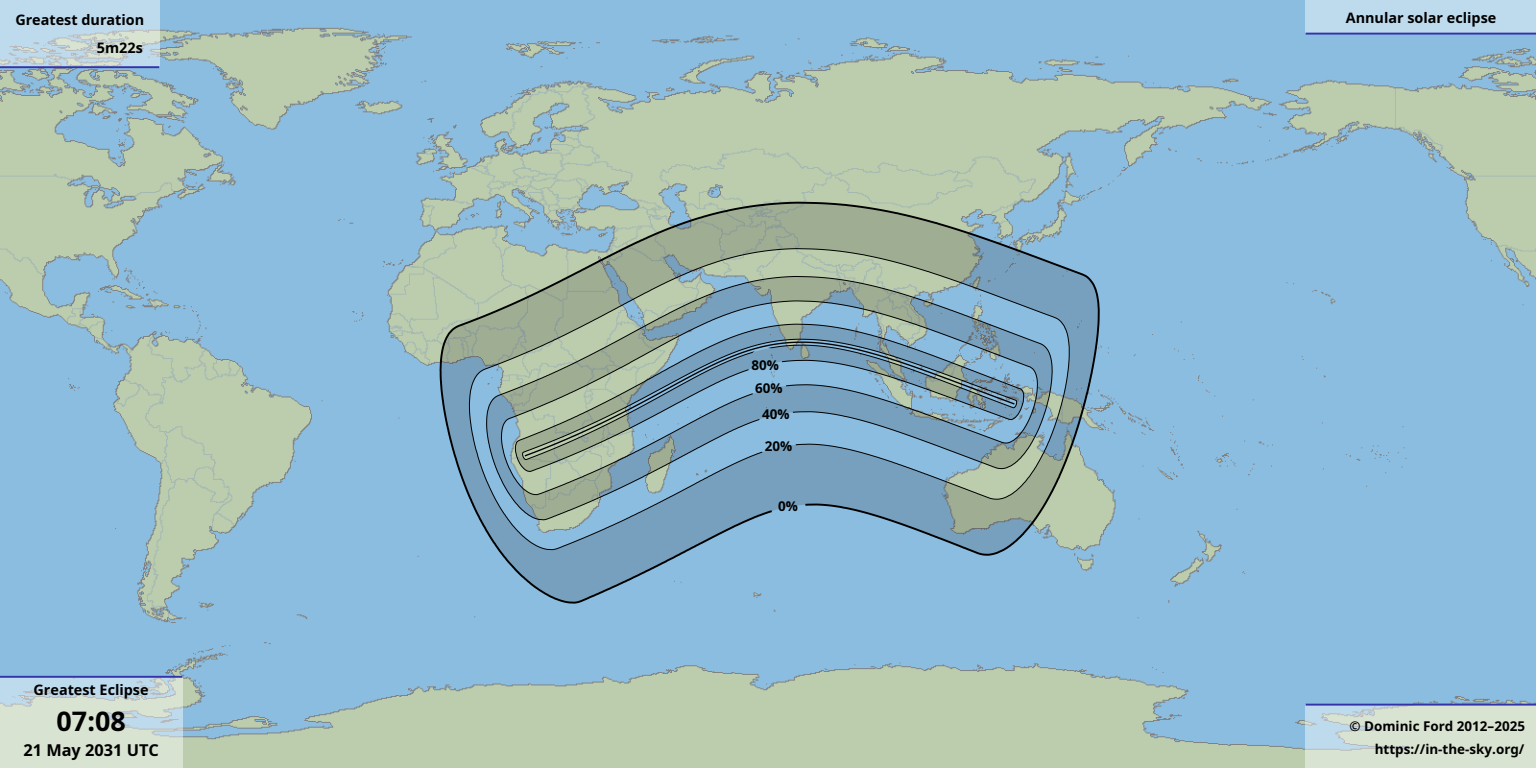 Greatest duration
5m22s
Annular solar eclipse
80%
60%
40%
20%
0%
Greatest Eclipse
07:08
21 May 2031 UTC
© Dominic Ford 2012–2025
https://in-the-sky.org/